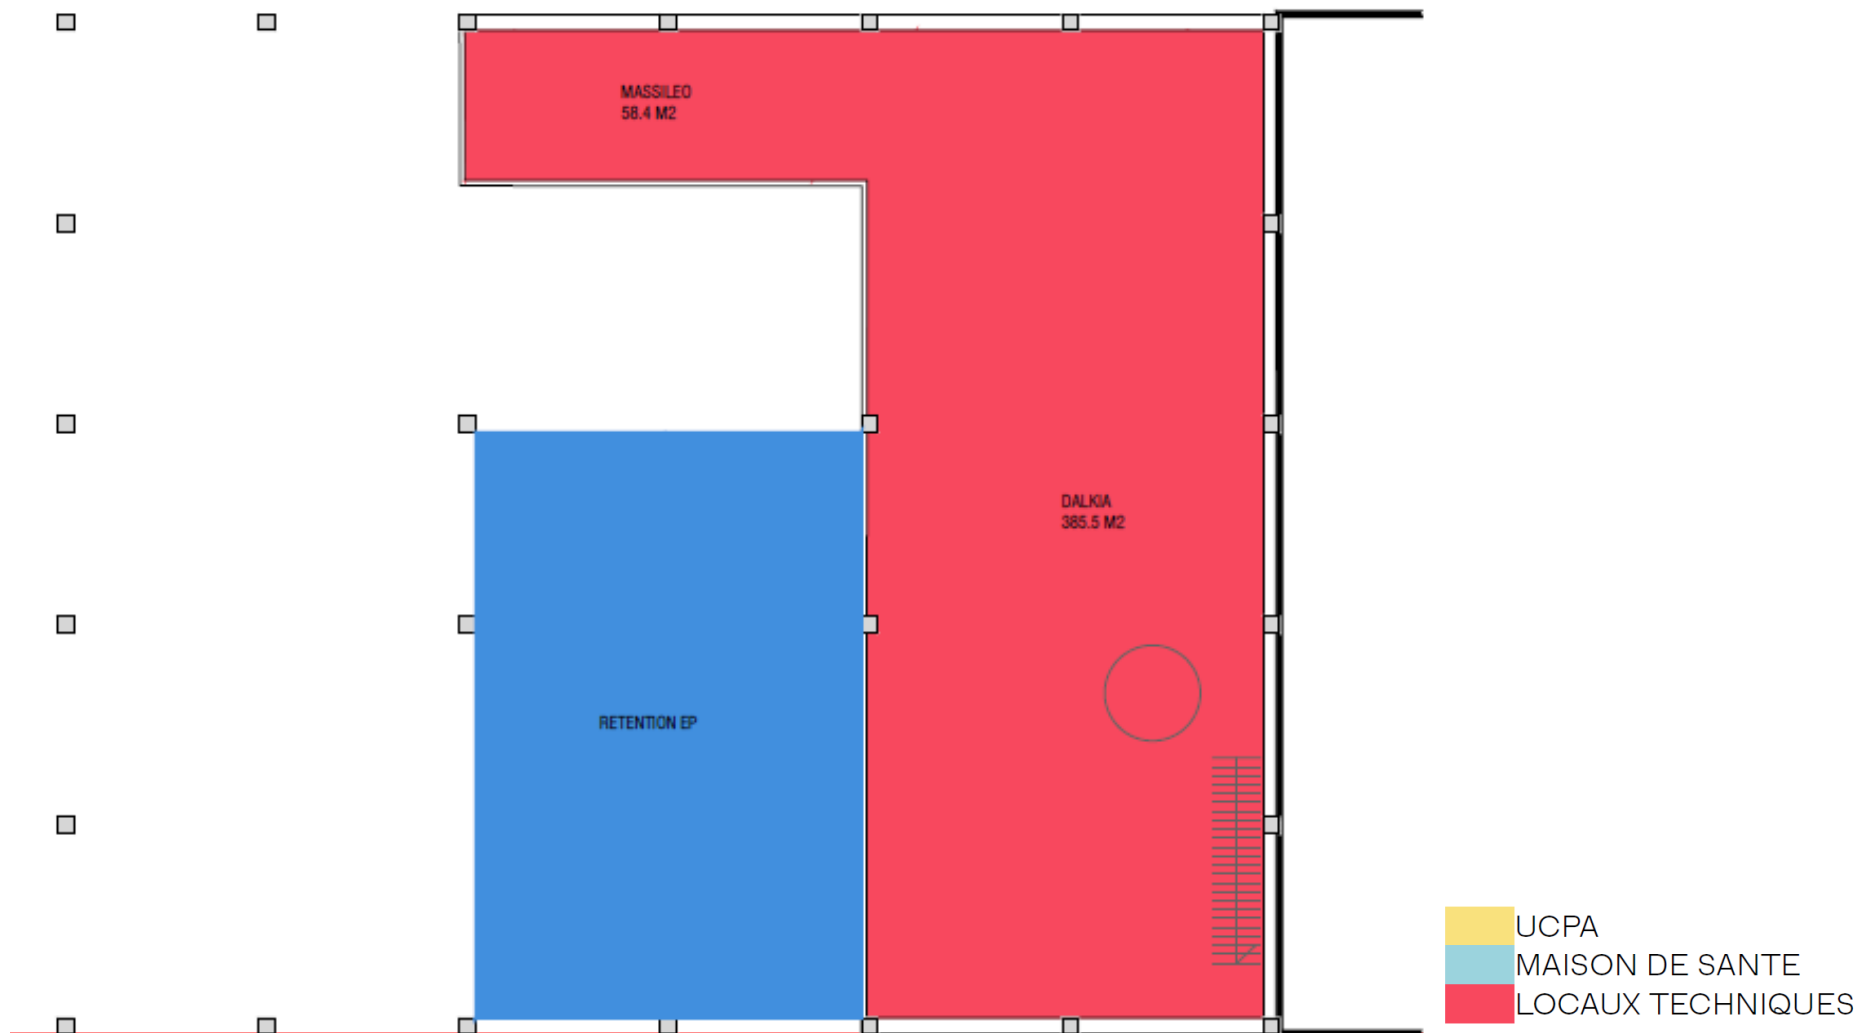 MASSILEO
58.4 M2
DALKIA
385.5 M2
RETENTION EP
UCPA
MAISON DE SANTE
LOCAUX TECHNIQUES